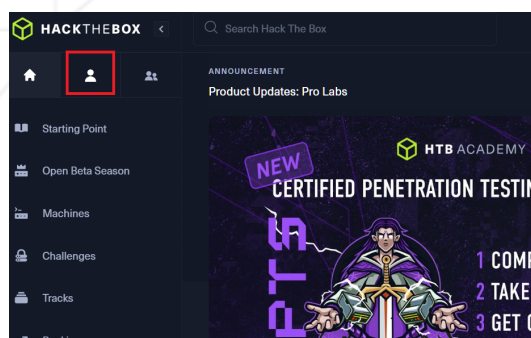 HACKTHEBOX
Search Hack The Box
ANNOUNCEMENT
Product Updates: Pro Labs
Starting Point
Open Beta Season
Machines
Challenges
Tracks
HTB ACADEMY
NEW
CERTIFIED PENETRATION TESTIN
PTS
1 COMP
2 TAKE
3 GET